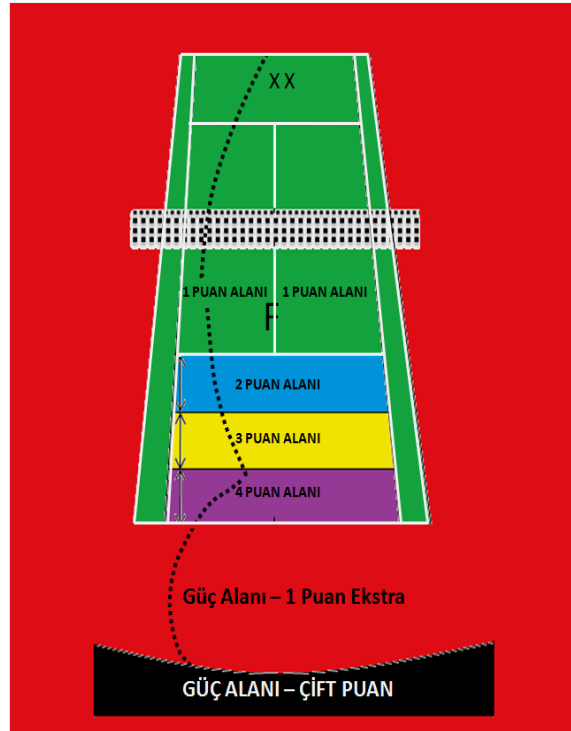 X X
1 PUAN ALANI 1 PUAN ALANI
F
2 PUAN ALANI
3 PUAN ALANI
4 PUAN ALANI
Güç Alanı – 1 Puan Ekstra
GÜÇ ALANI – ÇİFT PUAN